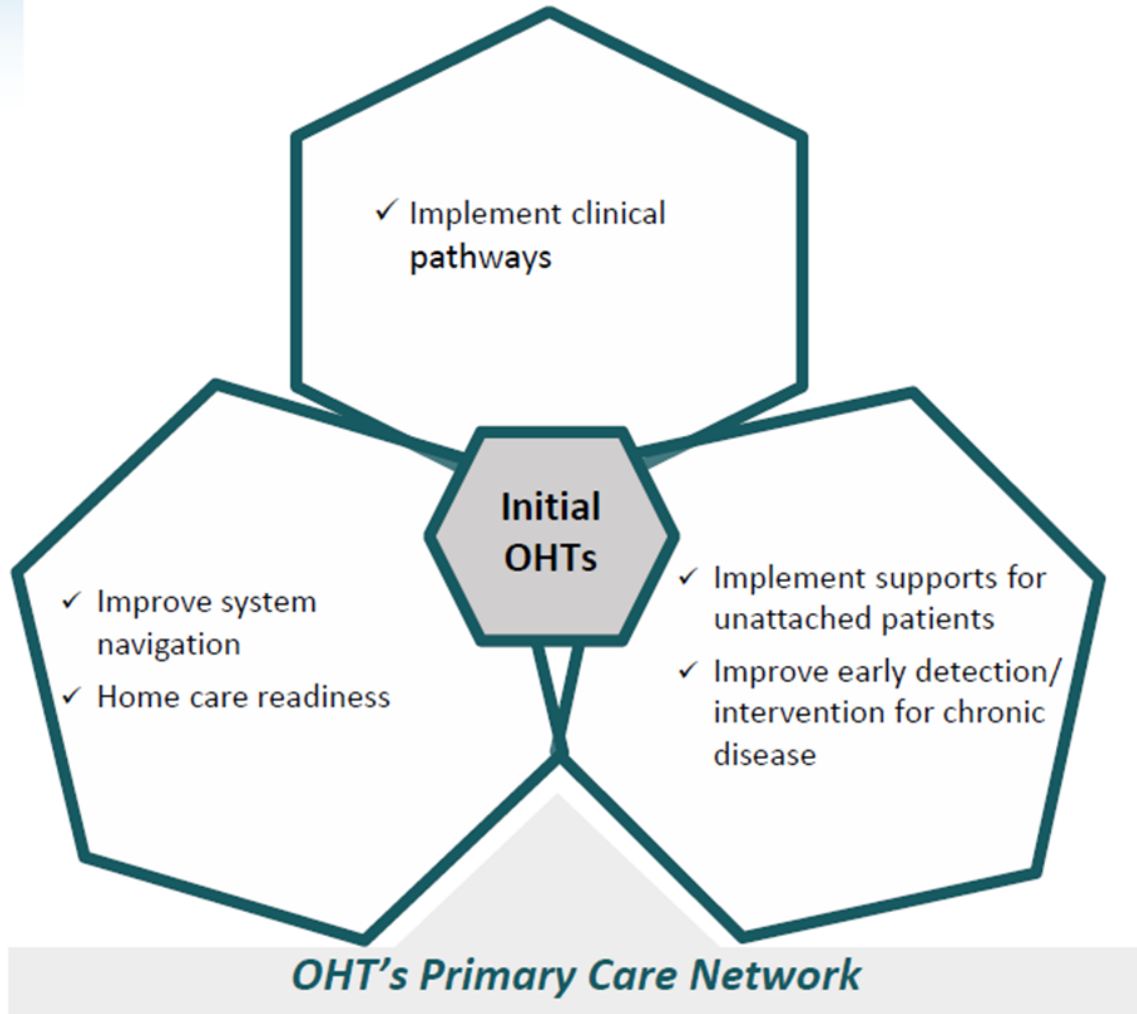 ✓ Implement clinical
pathways
Initial
OHTs
✓ Improve system
navigation
✓ Home care readiness
✓ Implement supports for
unattached patients
✓ Improve early detection/
intervention for chronic
disease
OHT’s Primary Care Network